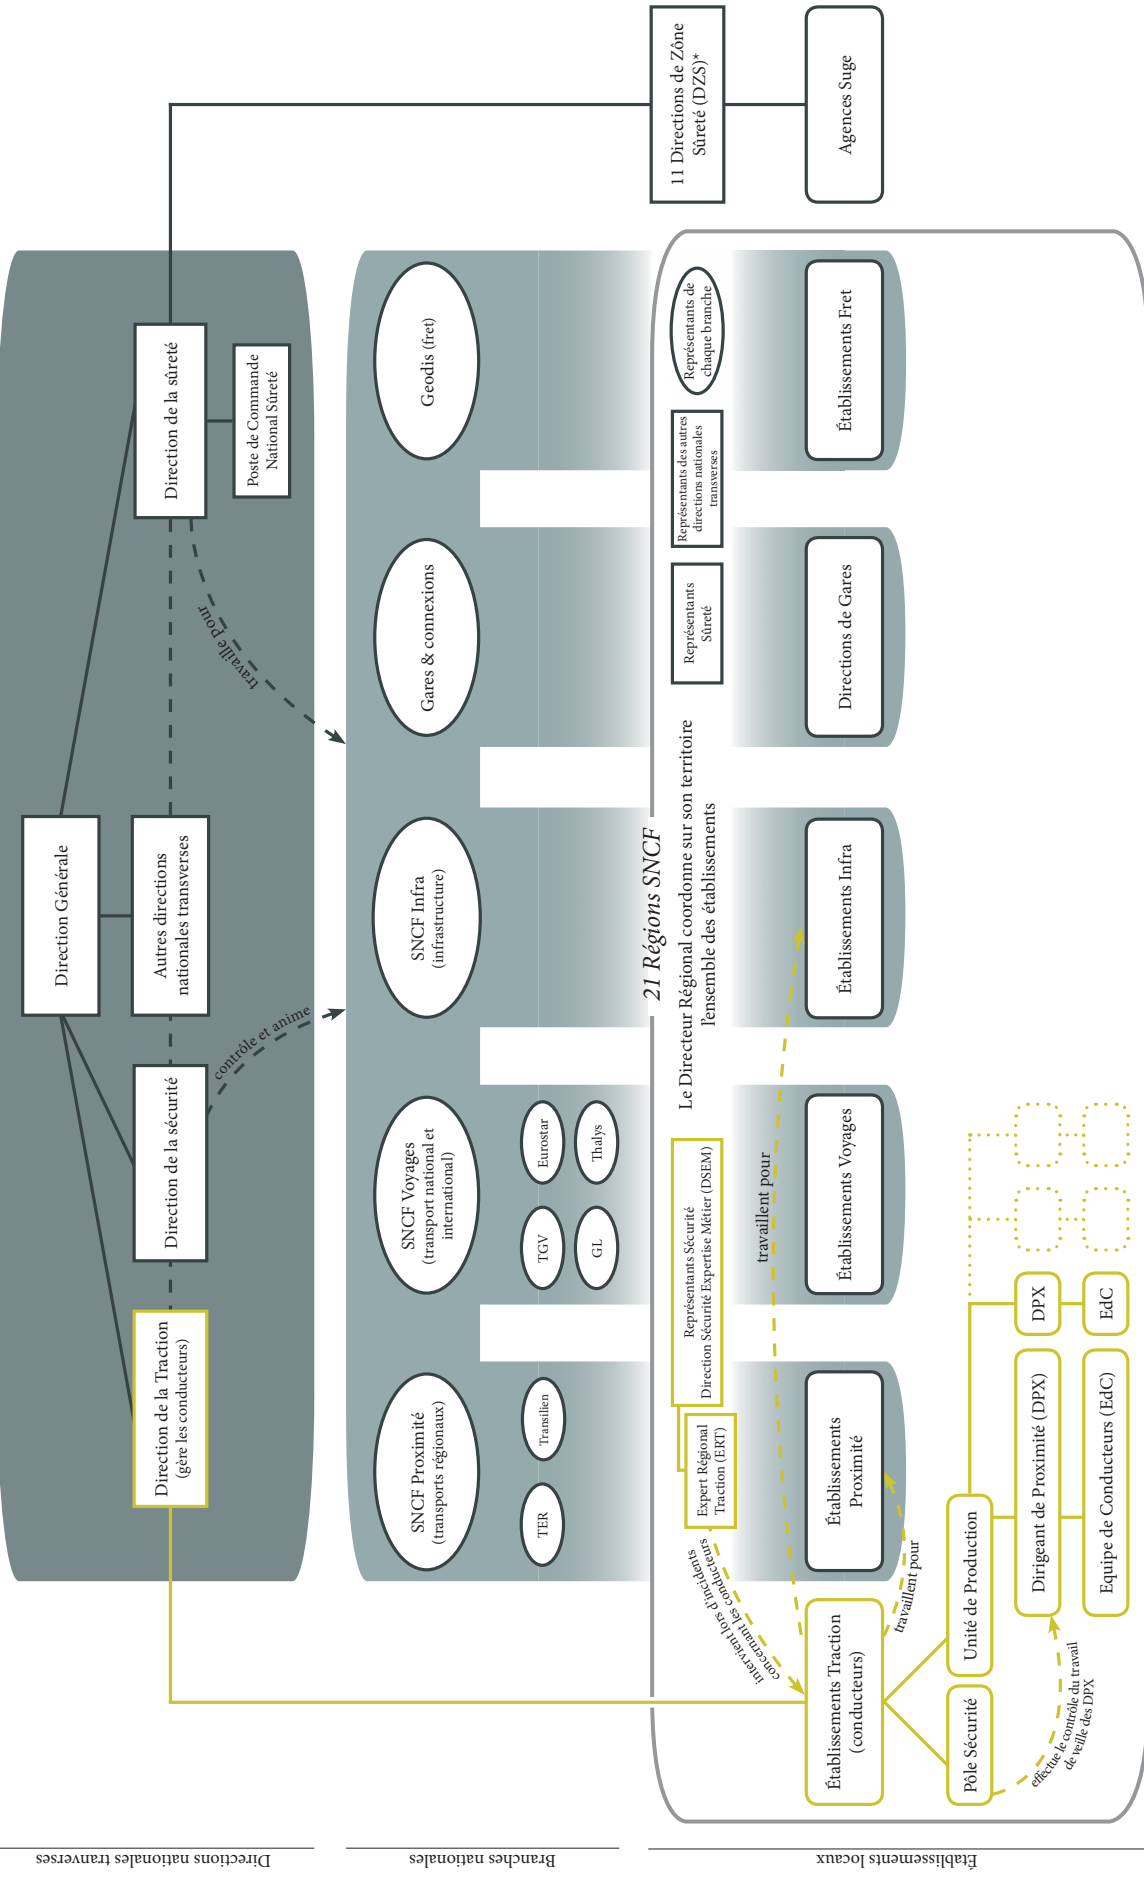 Directions nationales tranverses
Direction Générale
Direction de la Traction
(gère les conducteurs)
Direction de la sécurité
Autres directions
nationales transverses
Direction de la sûreté
Poste de Commande
National Sûreté
contrôle et anime
travaille pour
Branches nationales
SNCF Proximité
(transports régionaux)
TER
Transilien
SNCF Voyages
(transport national et
international)
TGV
Eurostar
GL
Thalys
SNCF Infra
(infrastructure)
Gares & connexions
Geodis (fret)
11 Directions de Zône
Sûreté (DZS)*
Agences Suge
Établissements locaux
21 Régions SNCF
Le Directeur Régional coordonne sur son territoire
l'ensemble des établissements
Expert Régional
Traction (ERT)
Représentants Sécurité
Direction Sécurité Expertise Métier (DSEM)
Représentants
Sûreté
Représentants des autres
directions nationales
transverses
Représentants de
chaque branche
intervient lors d'incidents
concernant les conducteurs
travaillent pour
Établissements Traction
(conducteurs)
Établissements
Proximité
Établissements Voyages
Établissements Infra
Directions de Gares
Établissements Fret
travaillent pour
Pôle Sécurité
Unité de Production
effectue le contrôle du travail
de veille des DPX
Dirigeant de Proximité (DPX)
DPX
Equipe de Conducteurs (EdC)
EdC